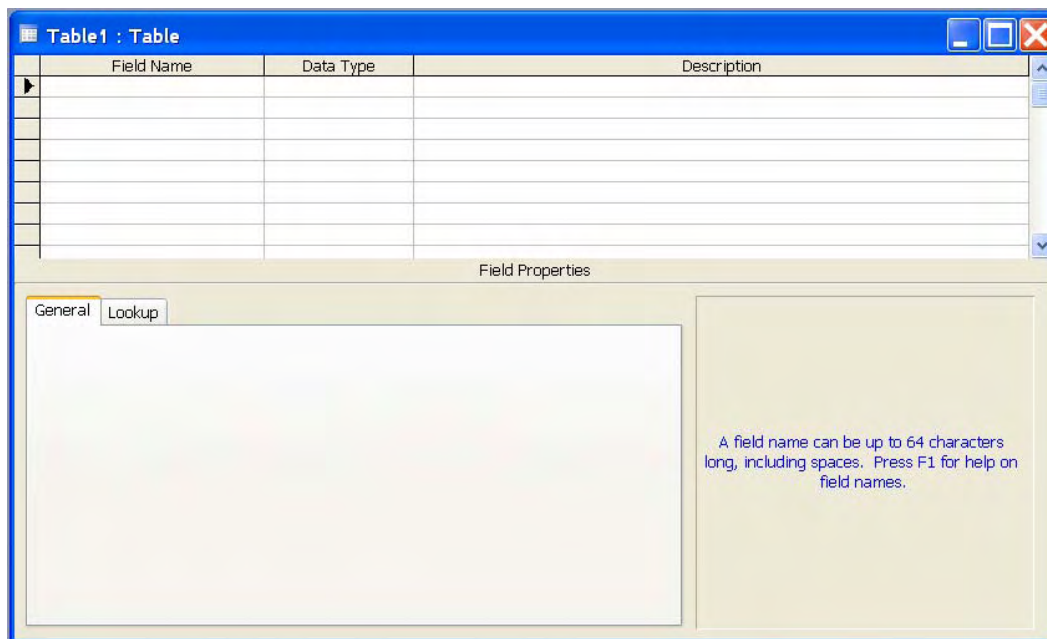 Table1 : Table
Field Name Data Type Description
Field Properties
General Lookup
A field name can be up to 64 characters
long, including spaces. Press F1 for help on
field names.